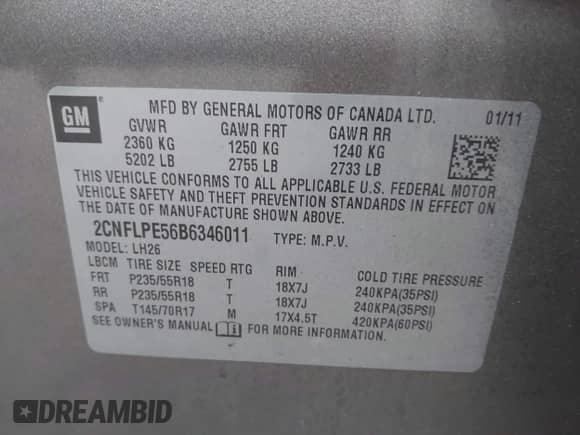 GM
MFD BY GENERAL MOTORS OF CANADA LTD. 01/11
GVWR GAWR FRT GAWR RR
2360 KG 1250 KG 1240 KG
5202 LB 2755 LB 2733 LB
THIS VEHICLE CONFORMS TO ALL APPLICABLE U.S. FEDERAL MOTOR
VEHICLE SAFETY AND THEFT PREVENTION STANDARDS IN EFFECT ON
THE DATE OF MANUFACTURE SHOWN ABOVE.
2CNFLPE56B6346011 TYPE: M.P.V.
MODEL: LH26
LBCM TIRE SIZE SPEED RTG RIM COLD TIRE PRESSURE
FRT P235/55R18 T 18X7J 240KPA(35PSI)
RR P235/55R18 T 18X7J 240KPA(35PSI)
SPA T145/70R17 M 17X4.5T 420KPA(60PSI)
SEE OWNER'S MANUAL FOR MORE INFORMATION.
DREAMBID